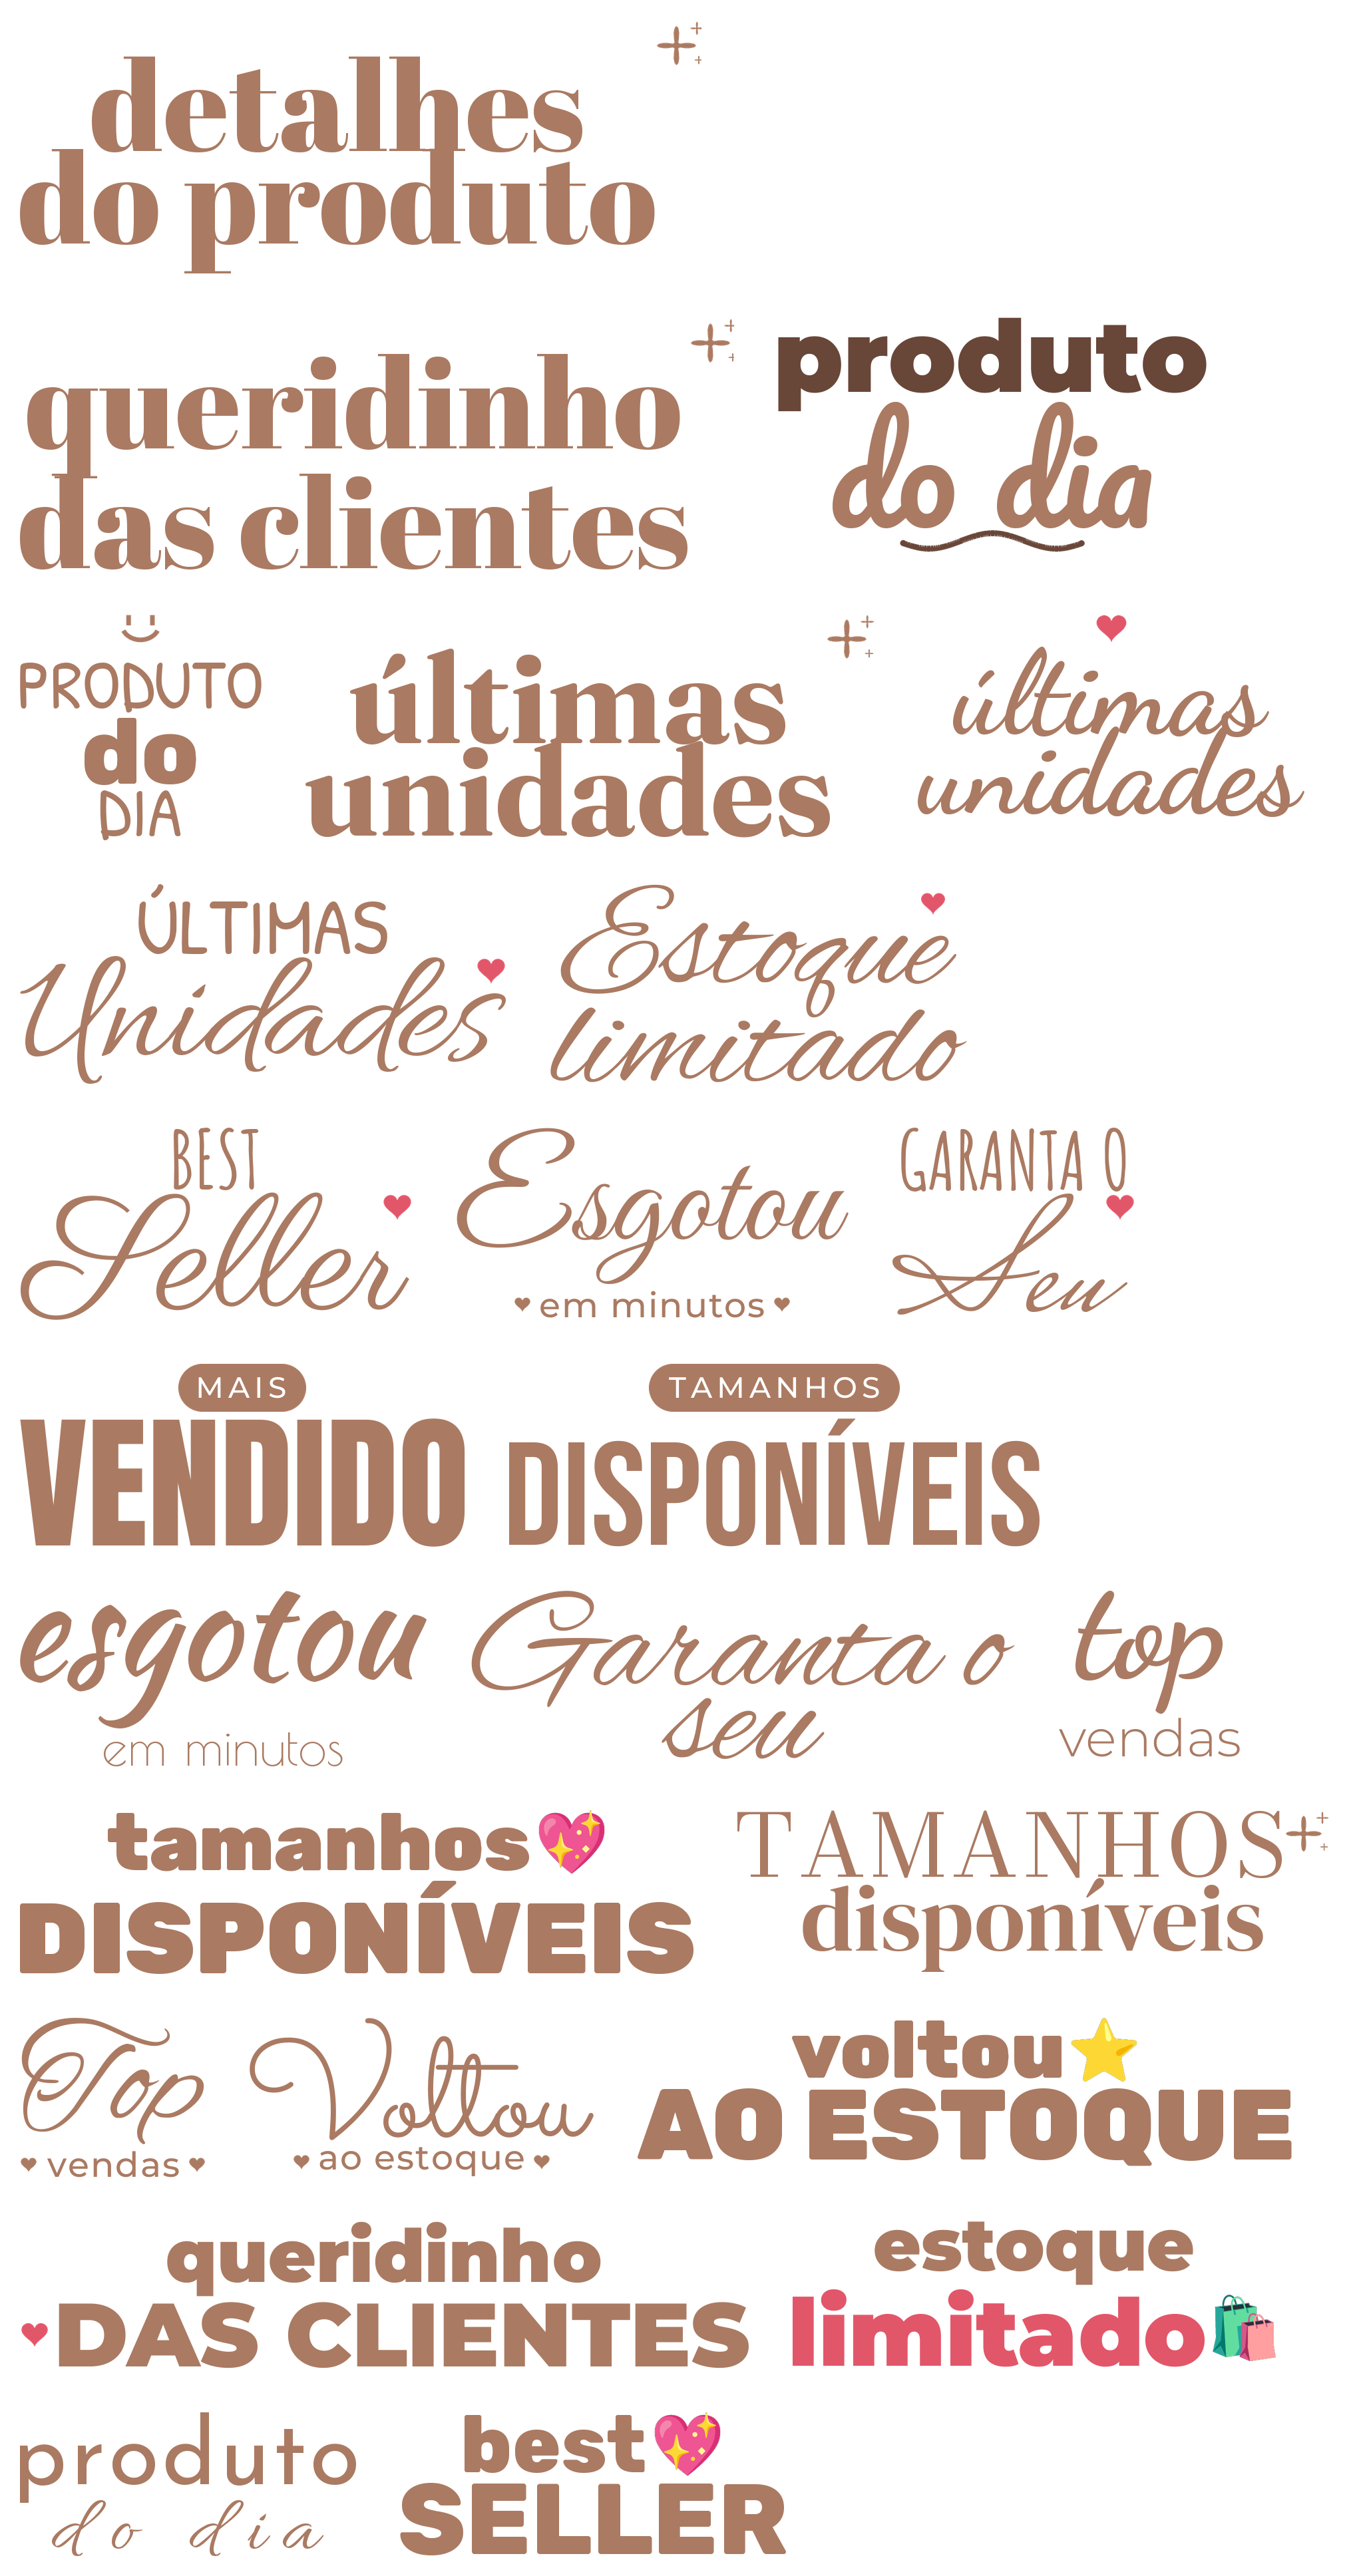 detalhes
do produto
queridinho
das clientes
produto
do dia
PRODUTO
do
DIA
últimas
unidades
últimas
unidades
ÚLTIMAS
Unidades
Estoque
limitado
BEST
Seller
Esgotou
em minutos
GARANTA O
Seu
MAIS
VENDIDO
TAMANHOS
DISPONÍVEIS
esgotou
em minutos
Garanta o
seu
top
vendas
tamanhos
DISPONÍVEIS
TAMANHOS
disponíveis
Top
vendas
Voltou
ao estoque
voltou
AO ESTOQUE
queridinho
DAS CLIENTES
estoque
limitado
produto
do dia
best
SELLER